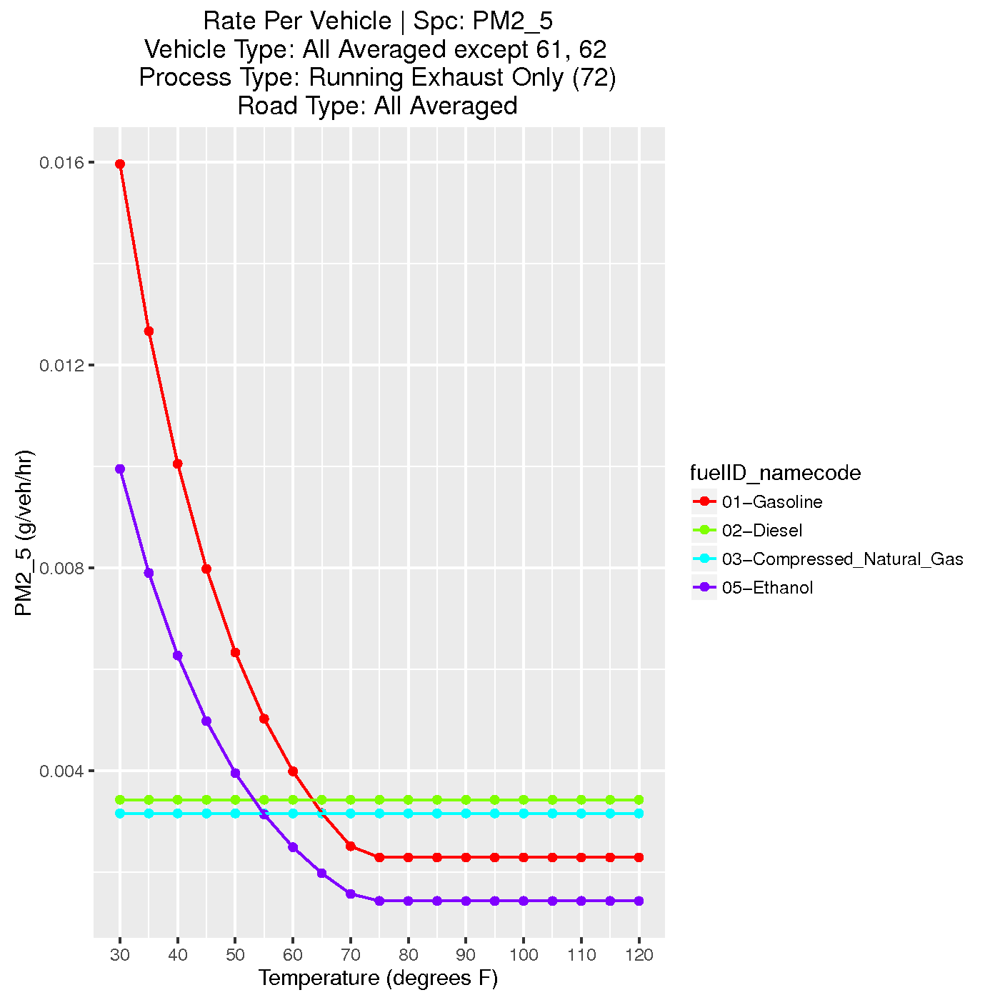 Rate Per Vehicle | Spc: PM2_5
Vehicle Type: All Averaged except 61, 62
Process Type: Running Exhaust Only (72)
Road Type: All Averaged
0.016
0.012
0.008
0.004
PM2_5 (g/veh/hr)
30 40 50 60 70 80 90 100 110 120
Temperature (degrees F)
fuelID_namecode
01−Gasoline
02−Diesel
03−Compressed_Natural_Gas
05−Ethanol